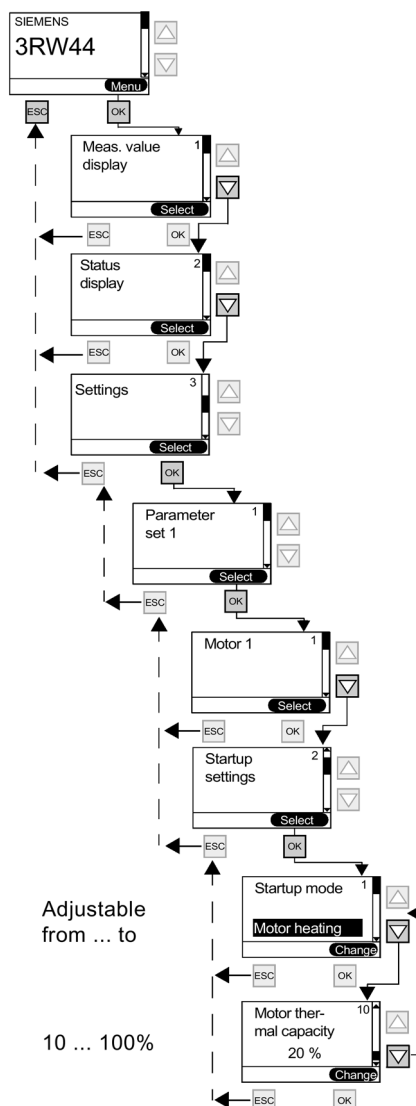 SIEMENS
3RW44
Menu
ESC
OK
Meas. value
display
1
Select
ESC
OK
Status
display
2
Select
ESC
OK
Settings
3
Select
ESC
OK
Parameter
set 1
1
Select
ESC
OK
Motor 1
1
Select
ESC
OK
Startup
settings
2
Select
ESC
OK
Adjustable
from ... to
Startup mode
1
Motor heating
Change
ESC
OK
10 ... 100%
Motor ther-
mal capacity
10
20 %
Change
ESC
OK